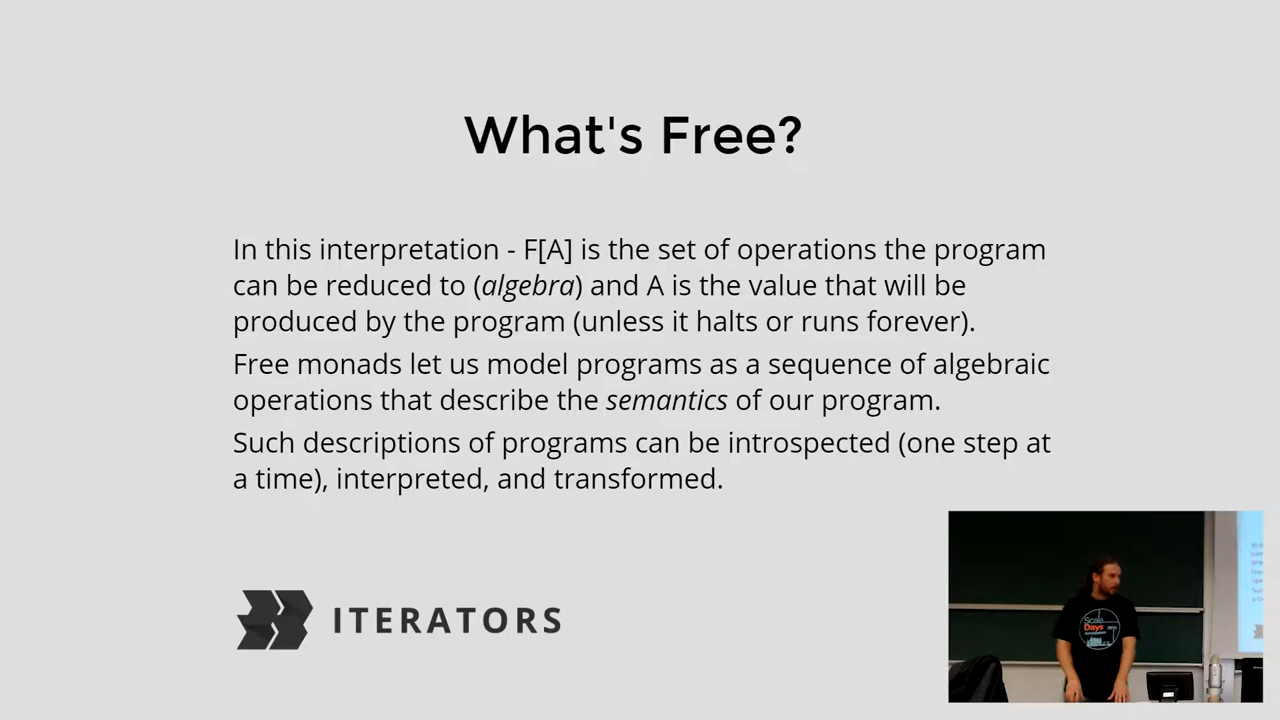 What's Free?
In this interpretation - F[A] is the set of operations the program
can be reduced to (algebra) and A is the value that will be
produced by the program (unless it halts or runs forever).
Free monads let us model programs as a sequence of algebraic
operations that describe the semantics of our program.
Such descriptions of programs can be introspected (one step at
a time), interpreted, and transformed.
ITERATORS
Scala
Days